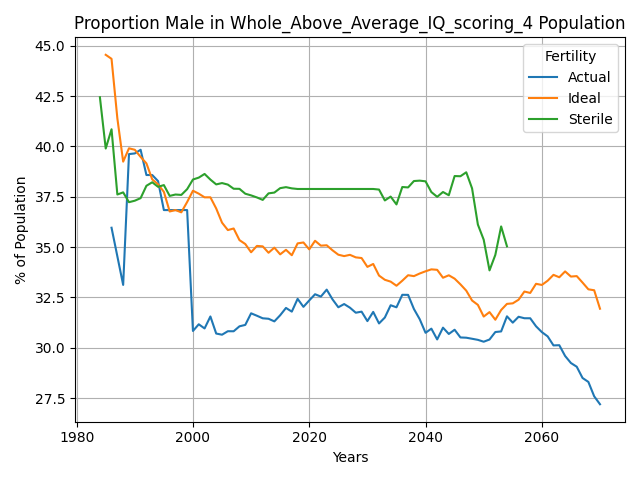 Proportion Male in Whole_Above_Average_IQ_scoring_4 Population
45.0
42.5
40.0
37.5
35.0
32.5
30.0
27.5
% of Population
Fertility
Actual
Ideal
Sterile
1980
2000
2020
2040
2060
Years